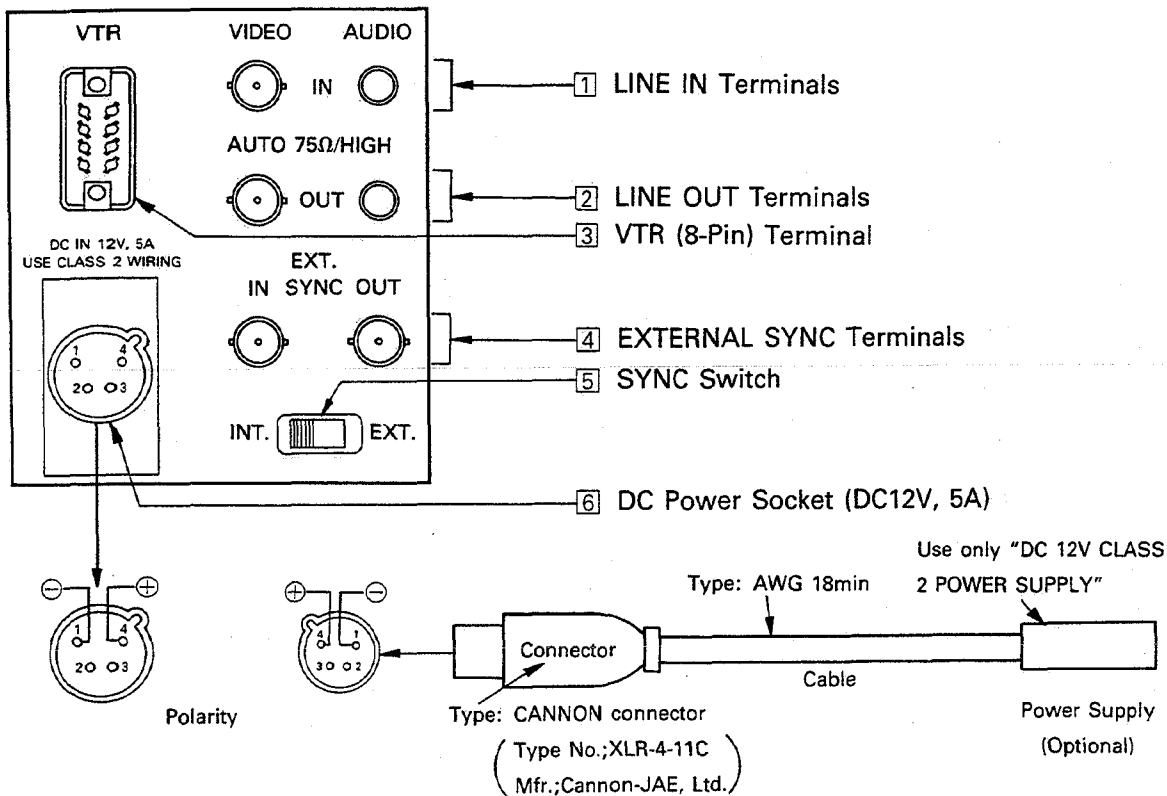 VTR VIDEO AUDIO
IN
1 LINE IN Terminals
AUTO 75Ω/HIGH
OUT
2 LINE OUT Terminals
3 VTR (8-Pin) Terminal
DC IN 12V, 5A
USE CLASS 2 WIRING
EXT.
IN SYNC OUT
1 4
2 3
4 EXTERNAL SYNC Terminals
5 SYNC Switch
INT. EXT.
6 DC Power Socket (DC12V, 5A)
Use only “DC 12V CLASS
2 POWER SUPPLY”
Type: AWG 18min
⊖ ⊕
1 4
2 3
Polarity
⊕ ⊖
4 1
3 2
Connector
Cable
Type: CANNON connector
(Type No.;XLR-4-11C
Mfr.;Cannon-JAE, Ltd.)
Power Supply
(Optional)